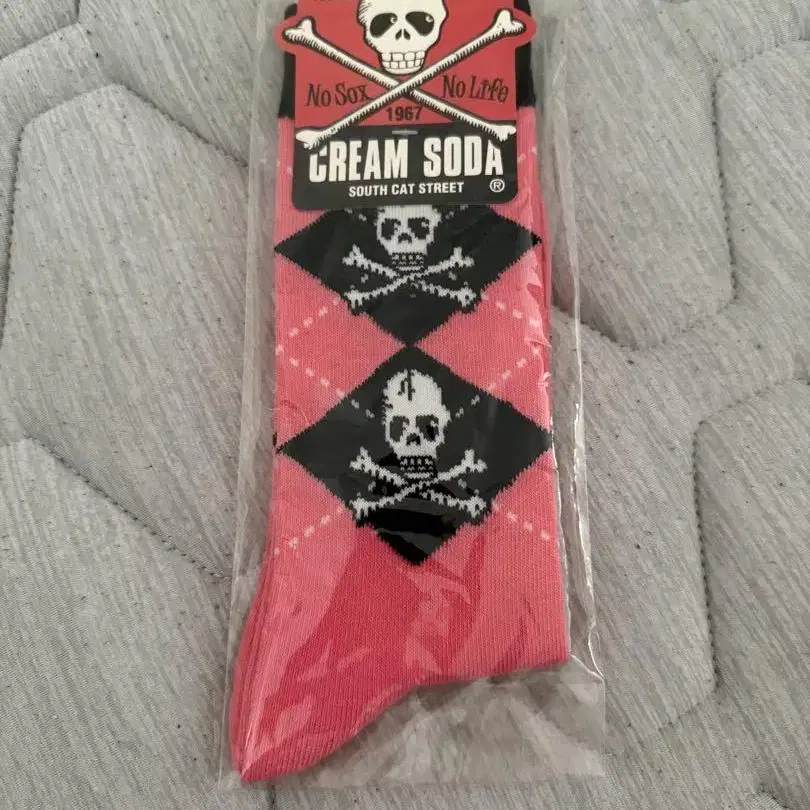 No Sox No Life
1967
CREAM SODA
SOUTH CAT STREET ®